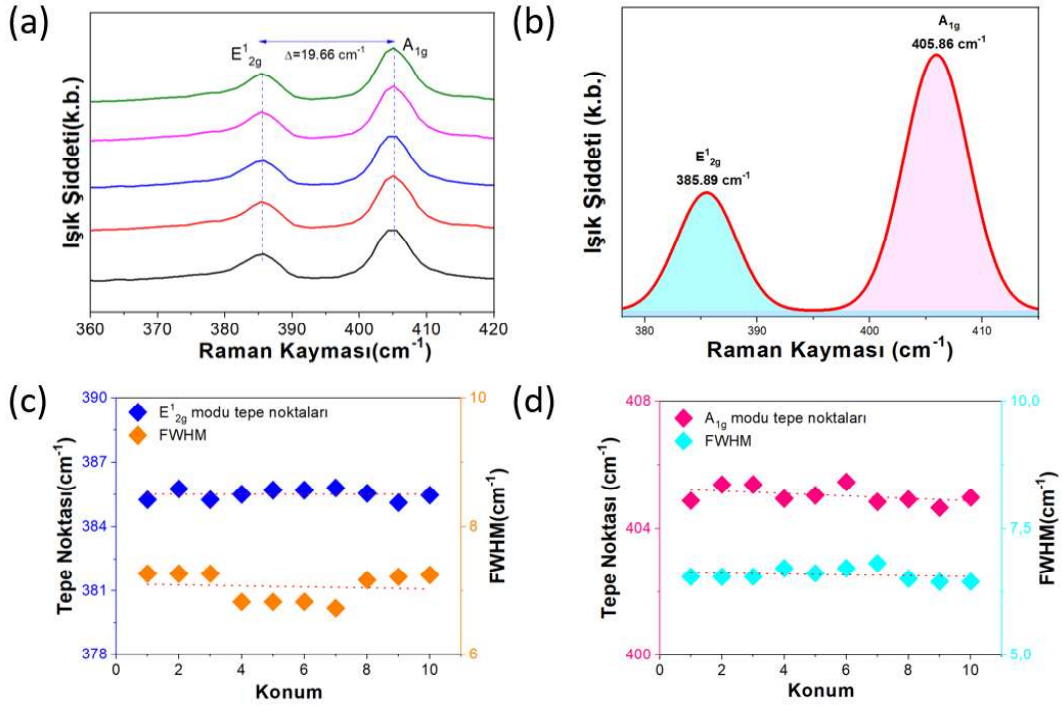 (a)
E¹₂g
Δ=19.66 cm⁻¹
A₁g
Işık Şiddeti(k.b.)
360 370 380 390 400 410 420
Raman Kayması(cm⁻¹)
(b)
A₁g
405.86 cm⁻¹
E¹₂g
385.89 cm⁻¹
Işık Şiddeti (k.b.)
380 390 400 410
Raman Kayması (cm⁻¹)
(c)
E¹₂g modu tepe noktaları
FWHM
Tepe Noktası(cm⁻¹)
390
387
384
381
378
10
8
6
FWHM(cm⁻¹)
0 2 4 6 8 10
Konum
(d)
A₁g modu tepe noktaları
FWHM
Tepe Noktası (cm⁻¹)
408
404
402
400
10,0
7,5
5,0
FWHM(cm⁻¹)
0 2 4 6 8 10
Konum